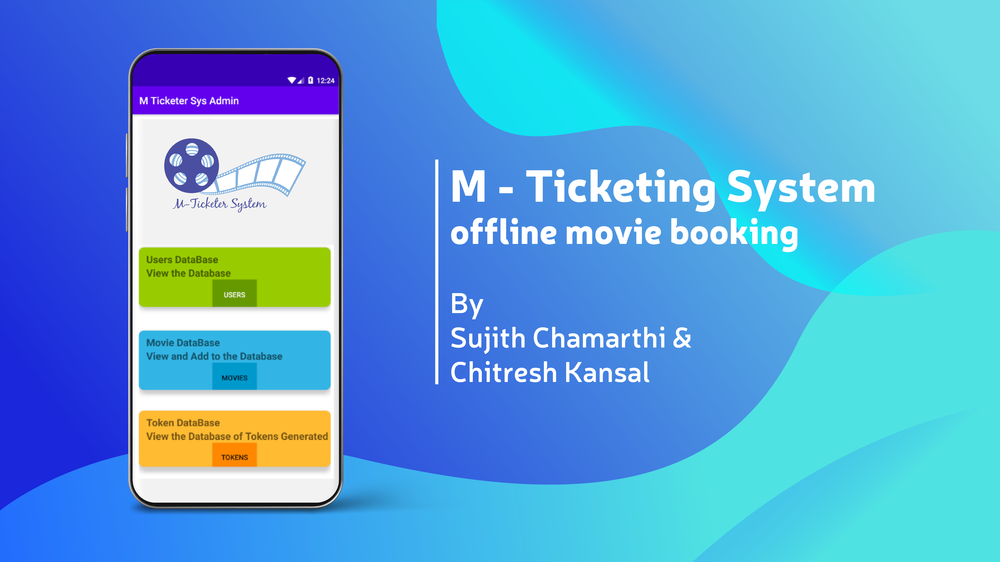 12:24
M Ticketer Sys Admin
M-Ticketer System
Users DataBase
View the Database
USERS
Movie DataBase
View and Add to the Database
MOVIES
Token DataBase
View the Database of Tokens Generated
TOKENS
M - Ticketing System
offline movie booking
By
Sujith Chamarthi &
Chitresh Kansal